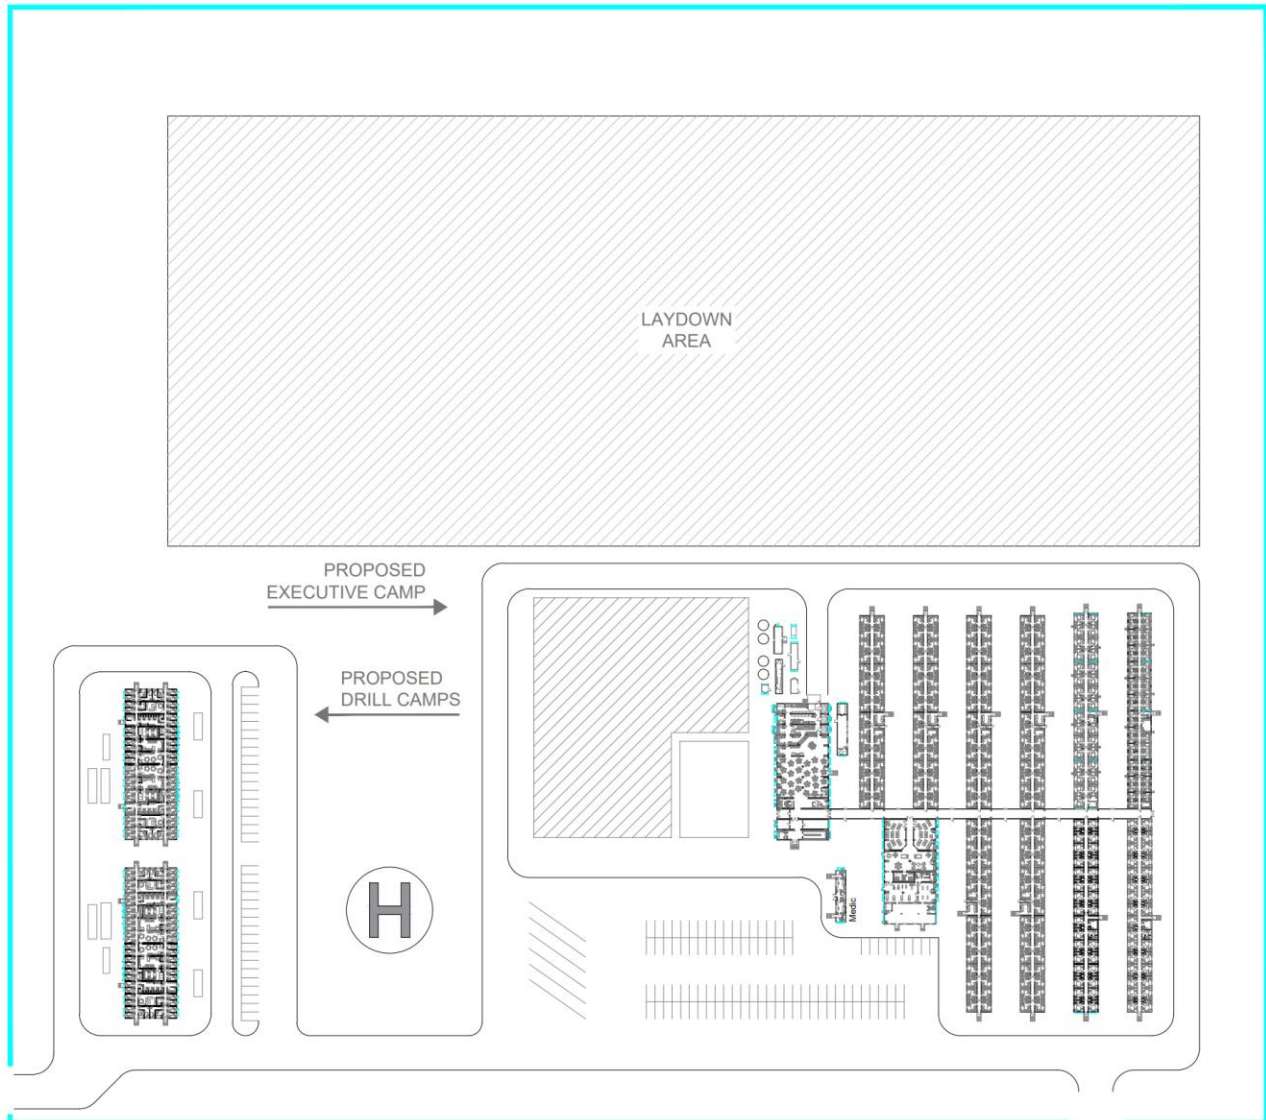 LAYDOWN
AREA
PROPOSED
EXECUTIVE CAMP
PROPOSED
DRILL CAMPS
H
Medic